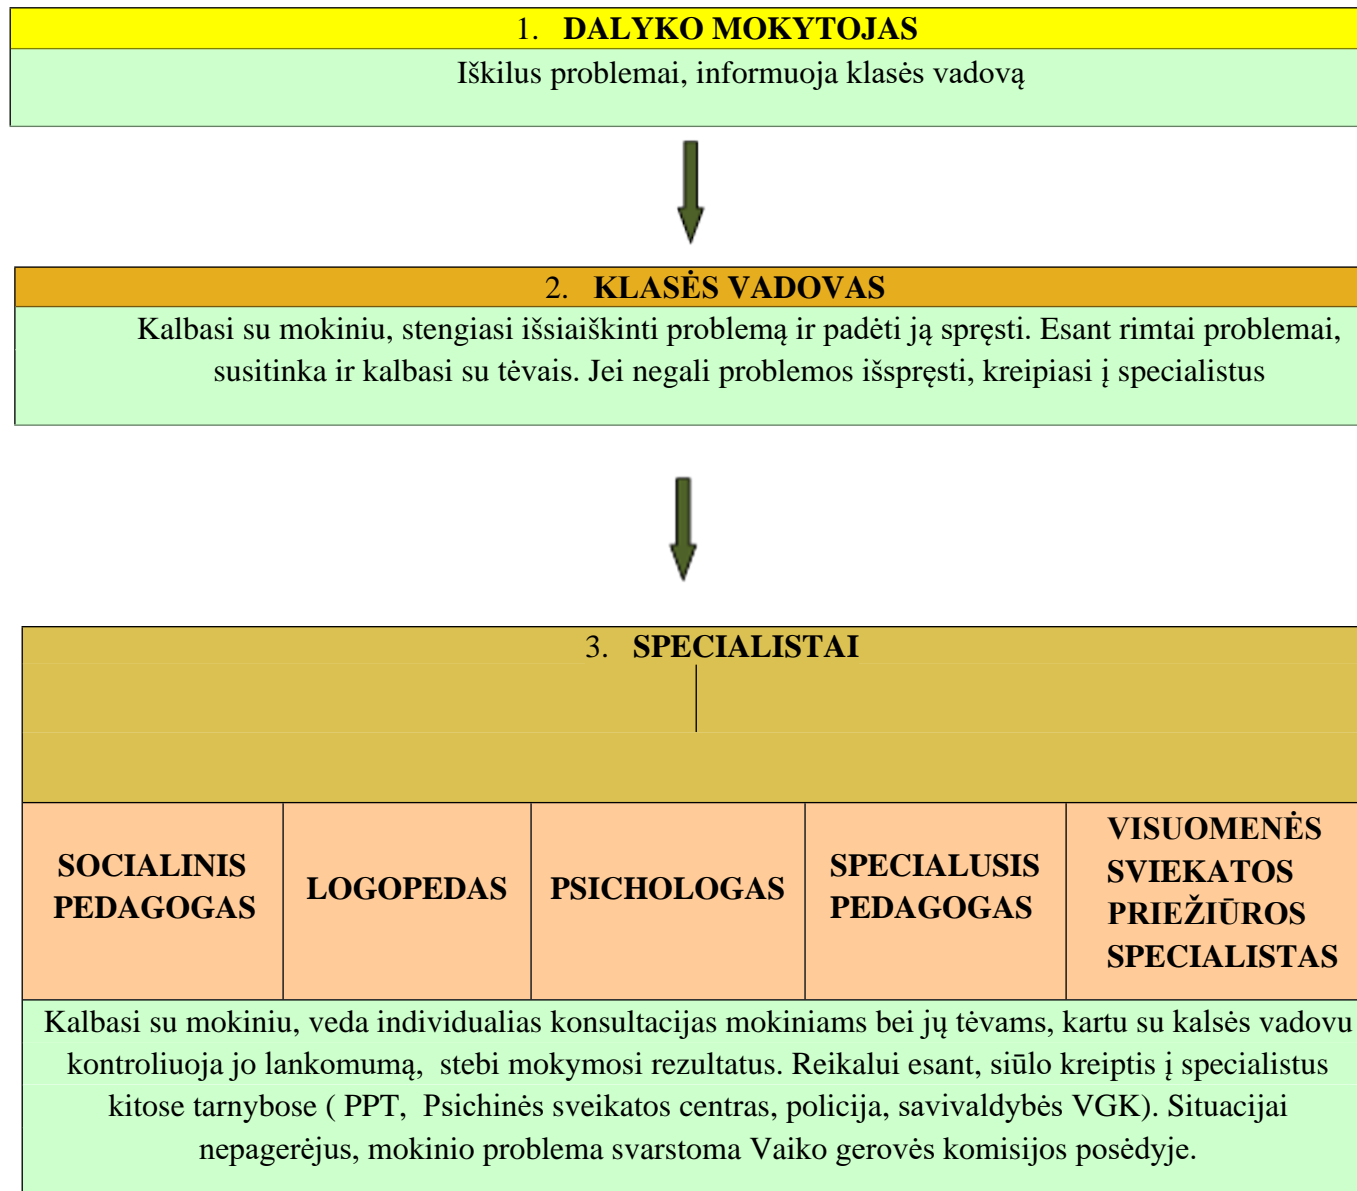 1. DALYKO MOKYTOJAS
Iškilus problemai, informuoja klasės vadovą
2. KLASĖS VADOVAS
Kalbasi su mokiniu, stengiasi išsiaiškinti problemą ir padėti ją spręsti. Esant rimtai problemai,
susitinka ir kalbasi su tėvais. Jei negali problemos išspręsti, kreipiasi į specialistus
3. SPECIALISTAI
SOCIALINIS
PEDAGOGAS
LOGOPEDAS
PSICHOLOGAS
SPECIALUSIS
PEDAGOGAS
VISUOMENĖS
SVIEKATOS
PRIEŽIŪROS
SPECIALISTAS
Kalbasi su mokiniu, veda individualias konsultacijas mokiniams bei jų tėvams, kartu su kalsės vadovu
kontroliuoja jo lankomumą, stebi mokymosi rezultatus. Reikalui esant, siūlo kreiptis į specialistus
kitose tarnybose ( PPT, Psichinės sveikatos centras, policija, savivaldybės VGK). Situacijai
nepagerėjus, mokinio problema svarstoma Vaiko gerovės komisijos posėdyje.